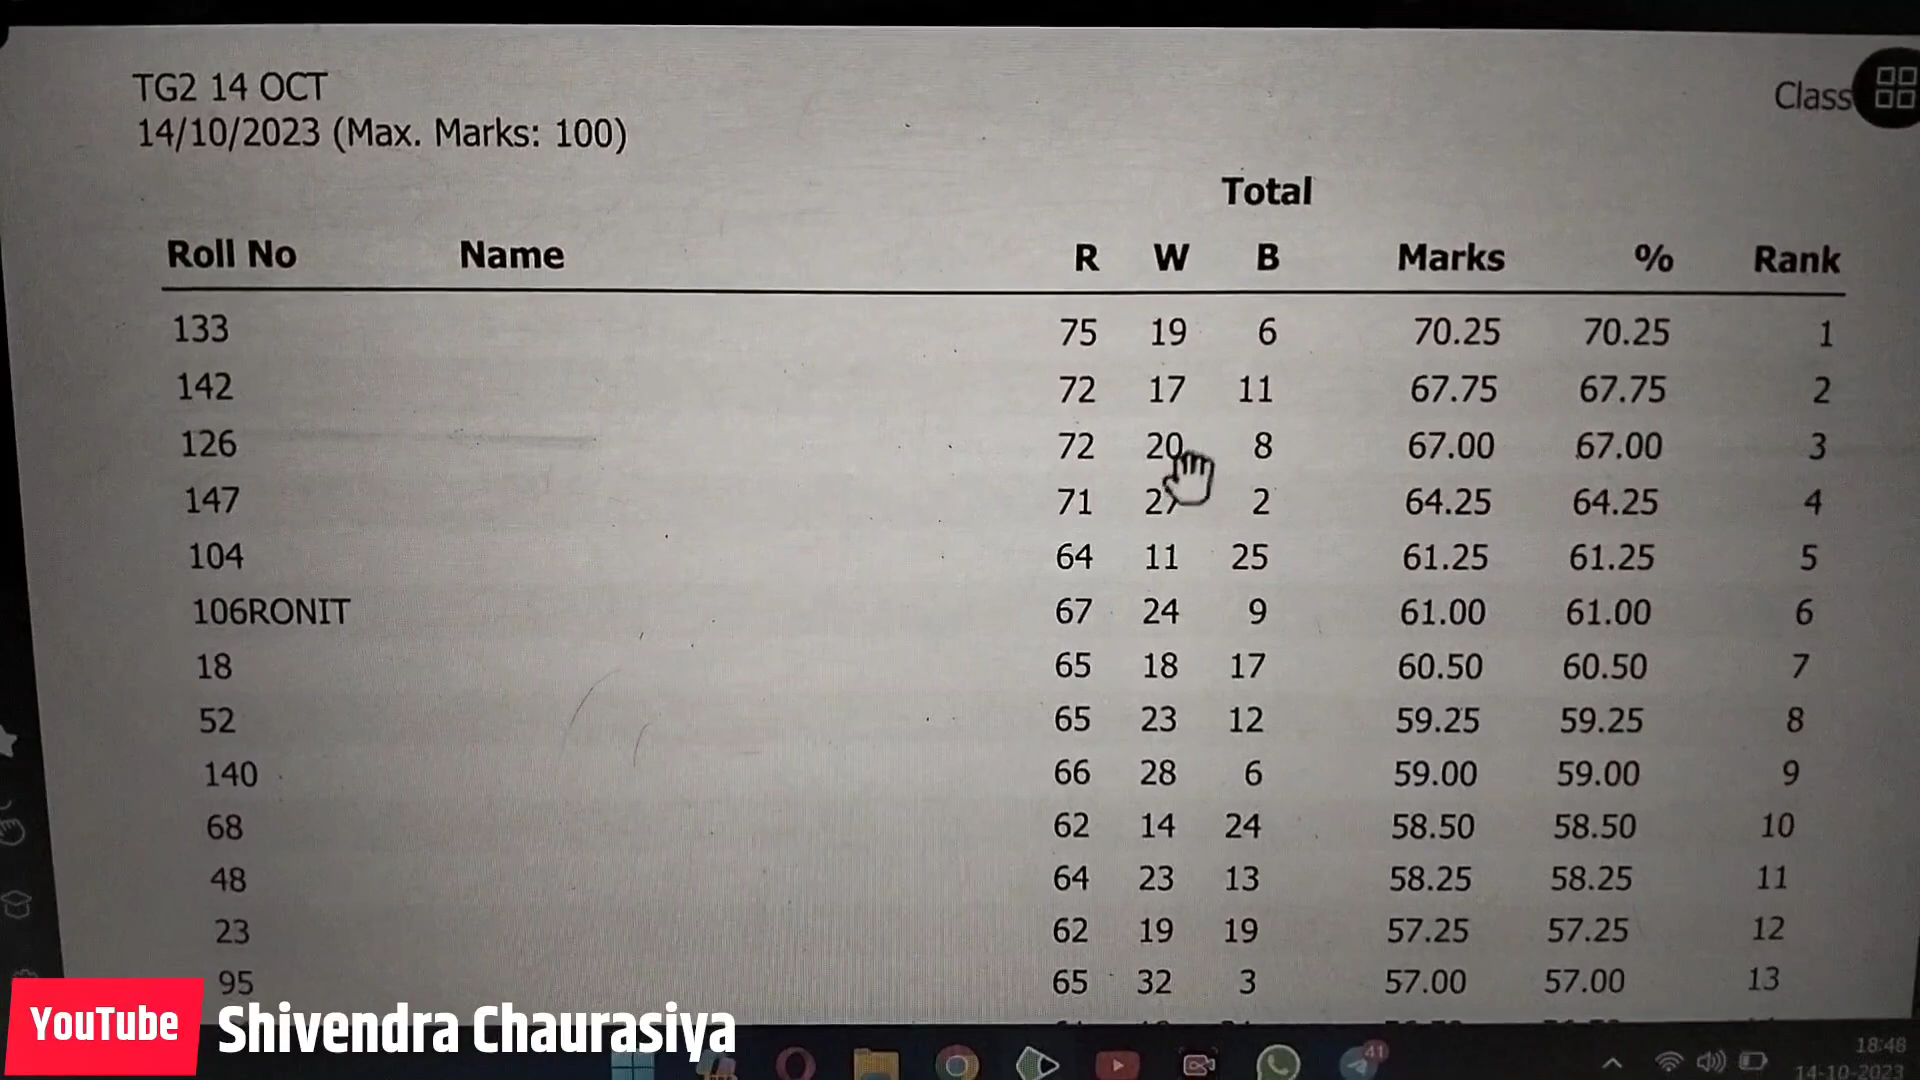 TG2 14 OCT
Class
14/10/2023 (Max. Marks: 100)
Total
Roll No Name R W B Marks % Rank
133 75 19 6 70.25 70.25 1
142 72 17 11 67.75 67.75 2
126 72 20 8 67.00 67.00 3
147 71 27 2 64.25 64.25 4
104 64 11 25 61.25 61.25 5
106RONIT 67 24 9 61.00 61.00 6
18 65 18 17 60.50 60.50 7
52 65 23 12 59.25 59.25 8
140 66 28 6 59.00 59.00 9
68 62 14 24 58.50 58.50 10
48 64 23 13 58.25 58.25 11
23 62 19 19 57.25 57.25 12
95 65 32 3 57.00 57.00 13
YouTube Shivendra Chaurasiya
41
18:48
14-10-2023